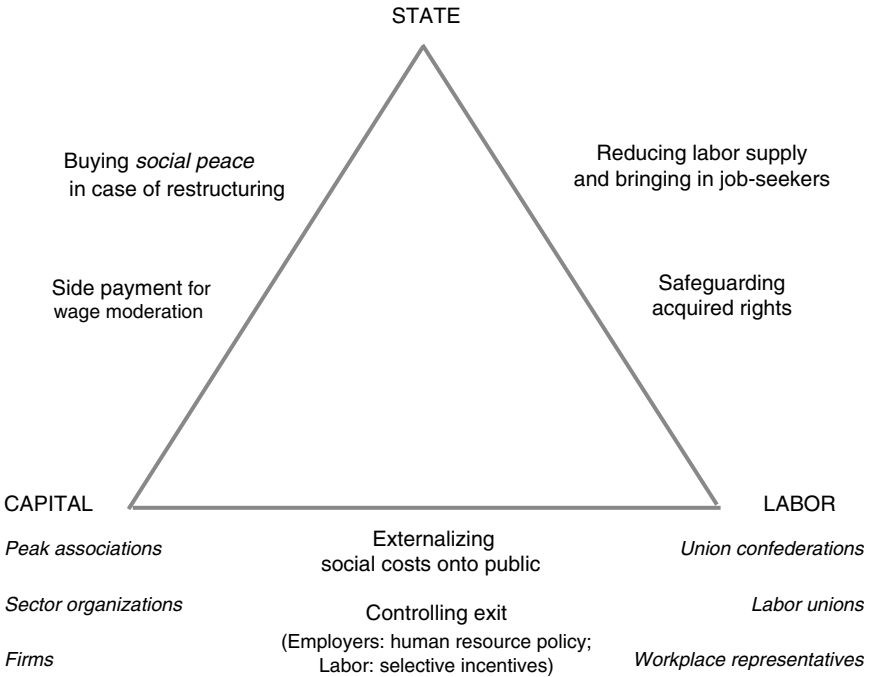 STATE
Buying social peace
in case of restructuring
Reducing labor supply
and bringing in job-seekers
Side payment for
wage moderation
Safeguarding
acquired rights
CAPITAL
LABOR
Peak associations
Sector organizations
Firms
Externalizing
social costs onto public
Controlling exit
(Employers: human resource policy;
Labor: selective incentives)
Union confederations
Labor unions
Workplace representatives